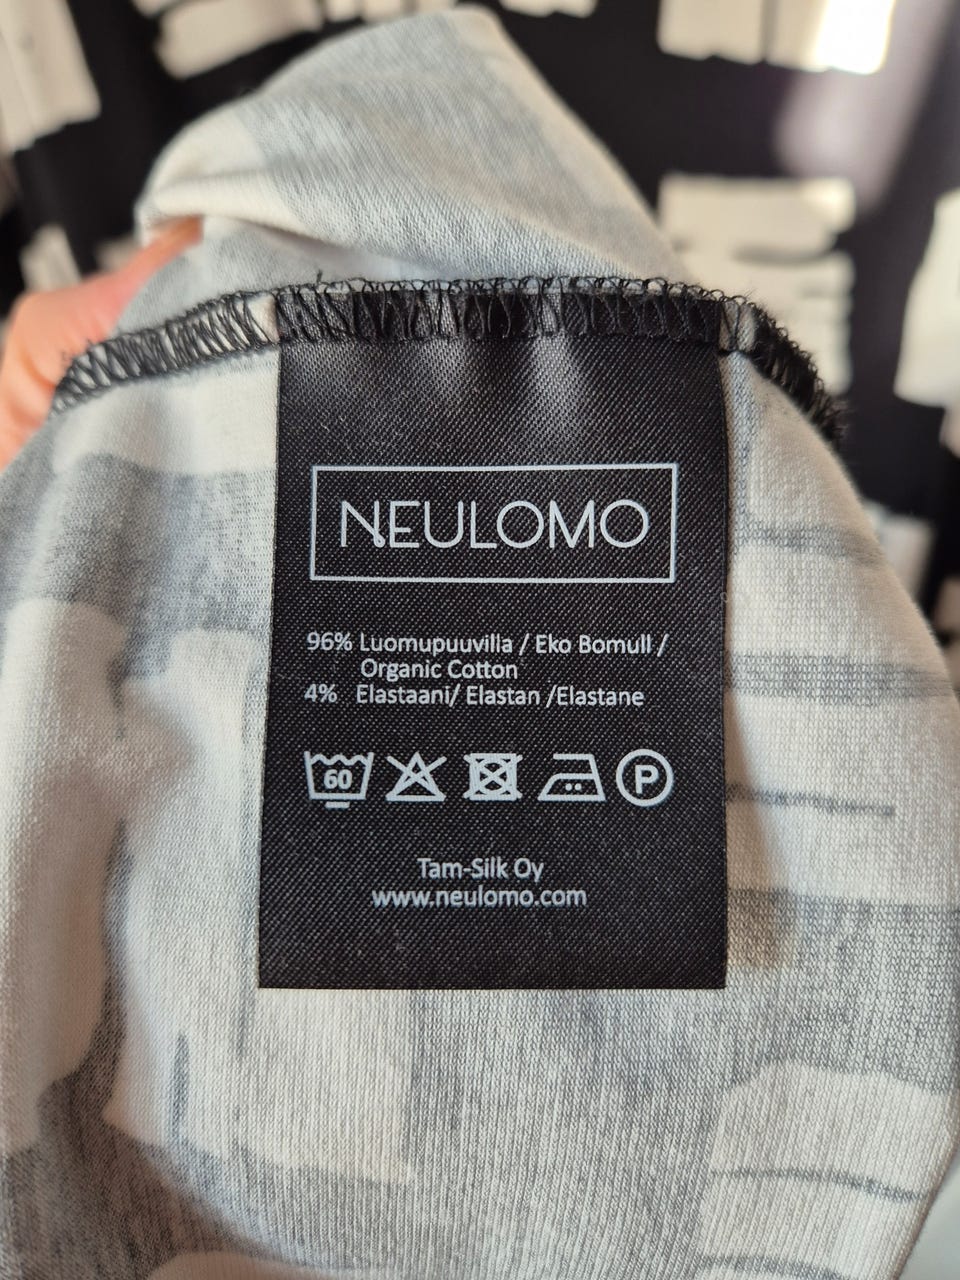 NEULOMO
96% Luomupuuvilla / Eko Bomull /
Organic Cotton
4% Elastaani/ Elastan /Elastane
60
P
Tam-Silk Oy
www.neulomo.com